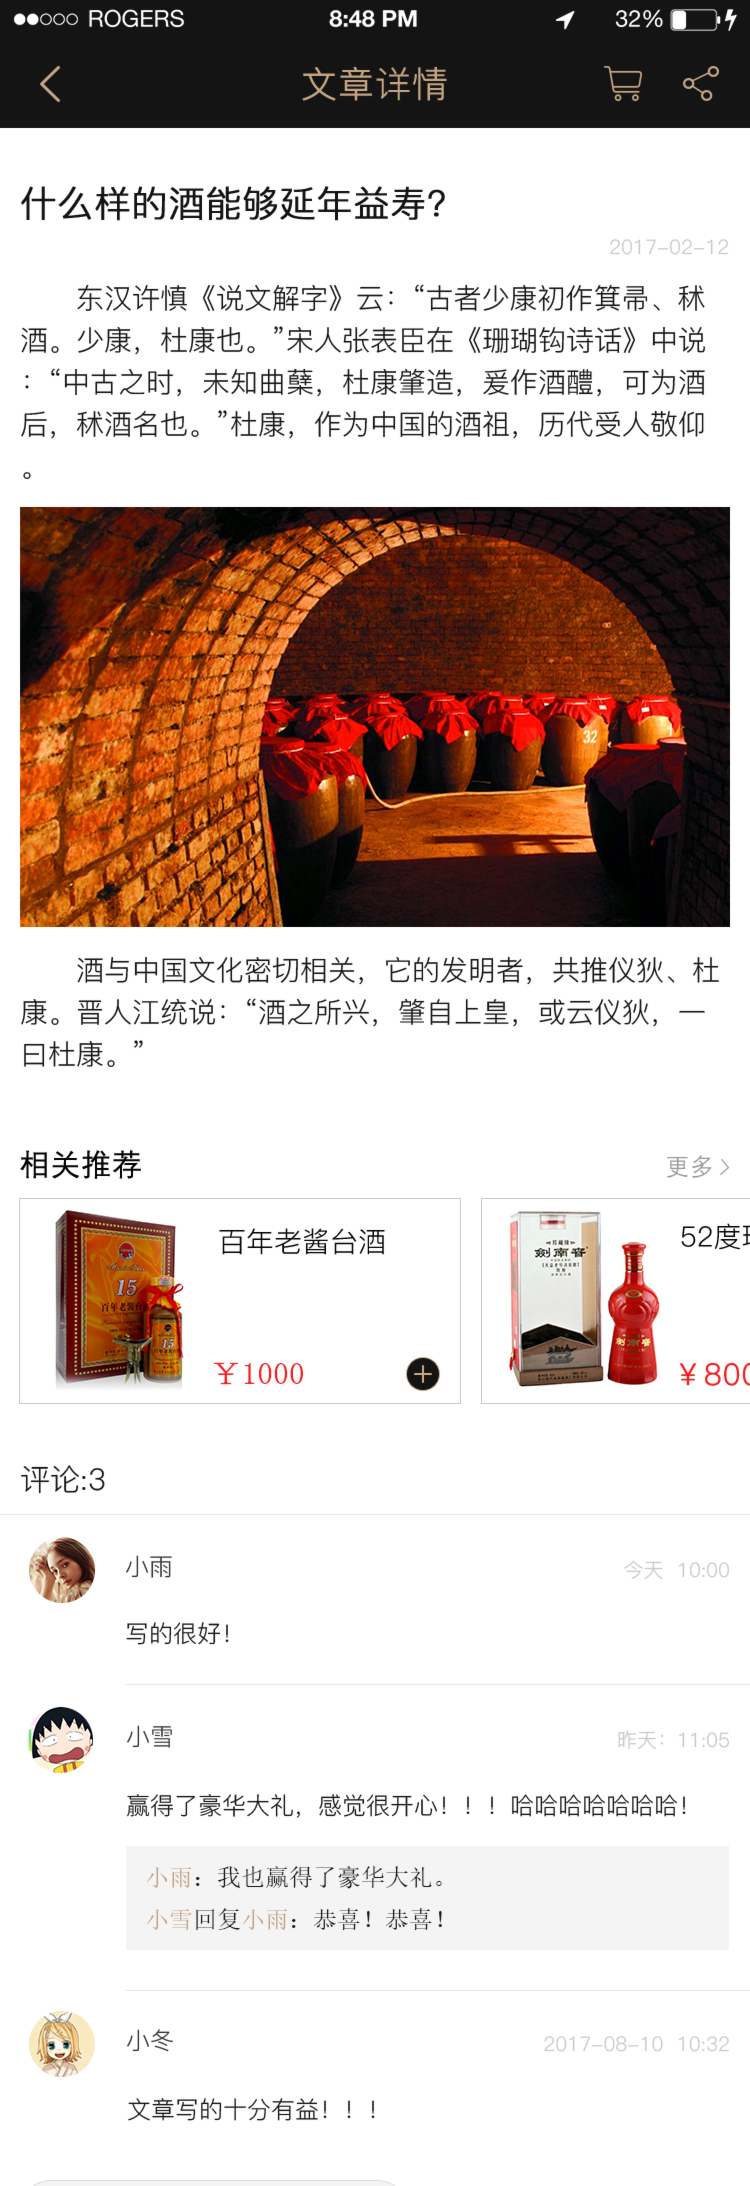 ROGERS 8:48 PM 32%
文章详情
什么样的酒能够延年益寿?
2017-02-12
东汉许慎《说文解字》云：“古者少康初作箕帚、秫
酒。少康，杜康也。”宋人张表臣在《珊瑚钩诗话》中说
：“中古之时，未知曲蘖，杜康肇造，爰作酒醴，可为酒
后，秫酒名也。”杜康，作为中国的酒祖，历代受人敬仰
。
32
酒与中国文化密切相关，它的发明者，共推仪狄、杜
康。晋人江统说：“酒之所兴，肇自上皇，或云仪狄，一
曰杜康。”
相关推荐 更多
15
百年老酱台酒
15
百年老酱台酒
￥1000
珍藏级
剑南春
剑南春
52度
￥800
评论:3
小雨 今天 10:00
写的很好！
小雪 昨天：11:05
赢得了豪华大礼，感觉很开心！！！哈哈哈哈哈哈哈！
小雨：我也赢得了豪华大礼。
小雪回复小雨：恭喜！恭喜！
小冬 2017-08-10 10:32
文章写的十分有益！！！